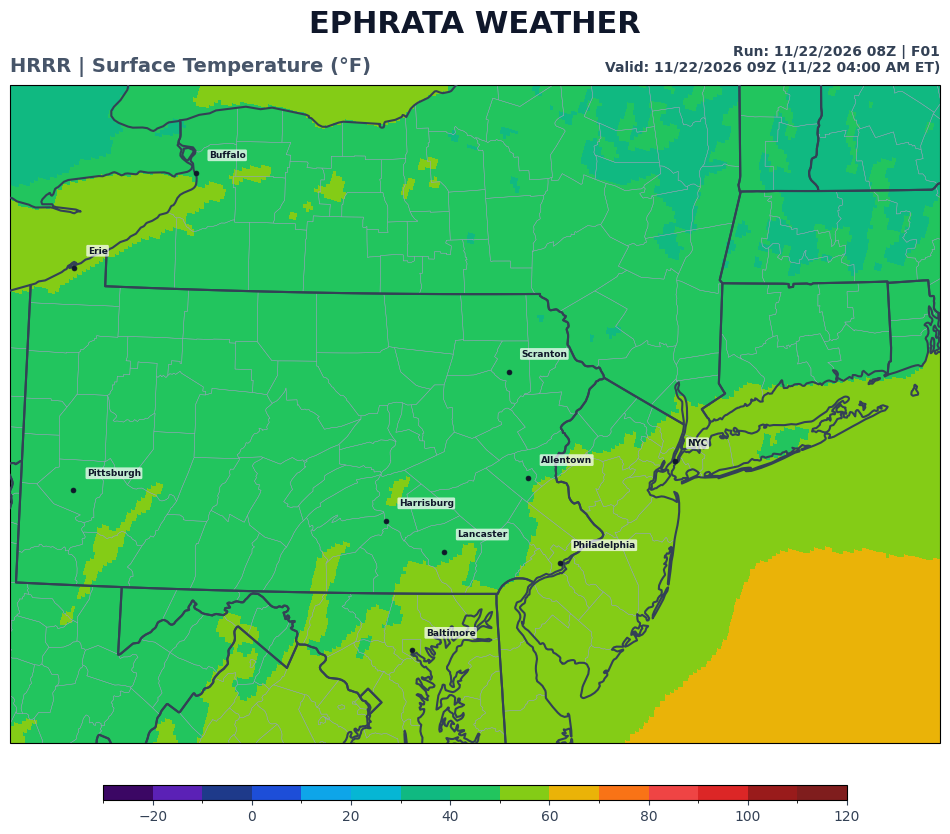 EPHRATA WEATHER
HRRR | Surface Temperature (°F)
Run: 11/22/2026 08Z | F01
Valid: 11/22/2026 09Z (11/22 04:00 AM ET)
Buffalo
Erie
Scranton
NYC
Allentown
Pittsburgh
Harrisburg
Lancaster
Philadelphia
Baltimore
−20 0 20 40 60 80 100 120